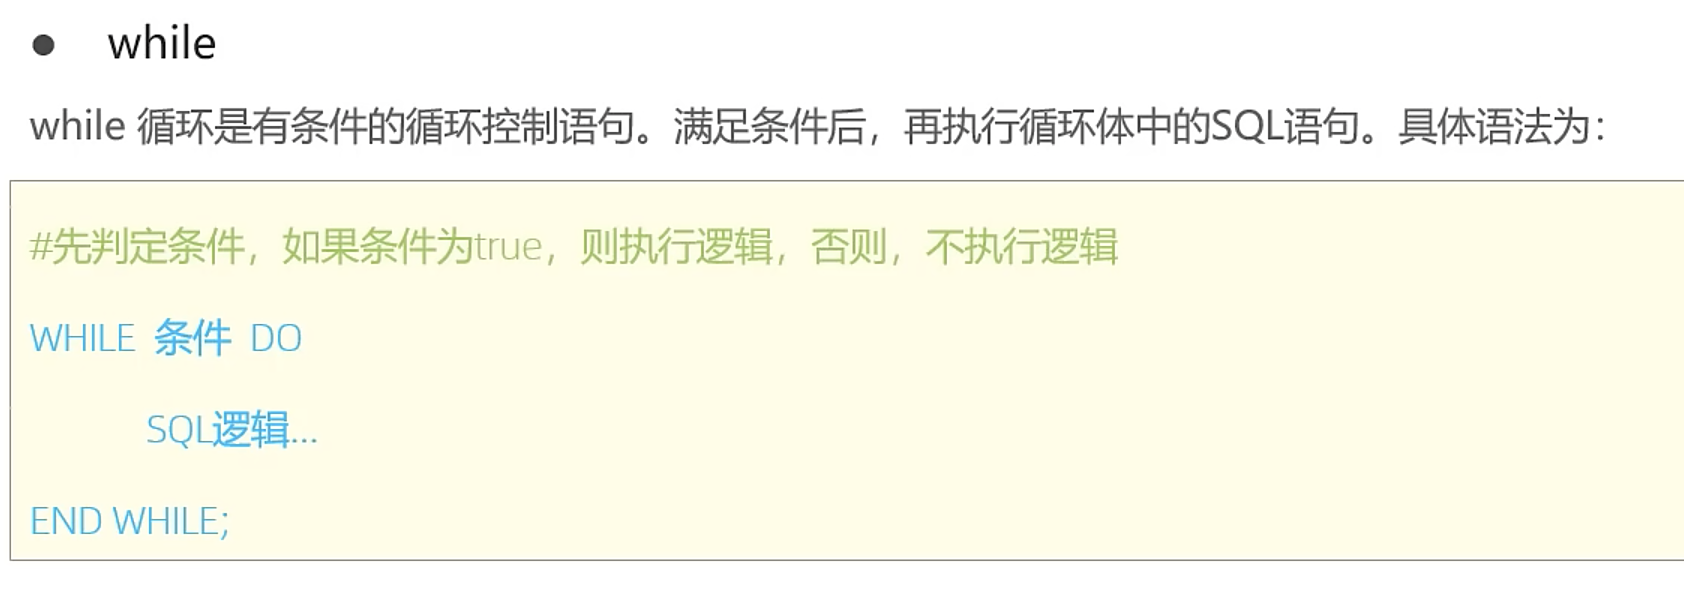 ● while
while 循环是有条件的循环控制语句。满足条件后，再执行循环体中的SQL语句。具体语法为：
#先判定条件，如果条件为true，则执行逻辑，否则，不执行逻辑
WHILE 条件 DO
SQL逻辑...
END WHILE;